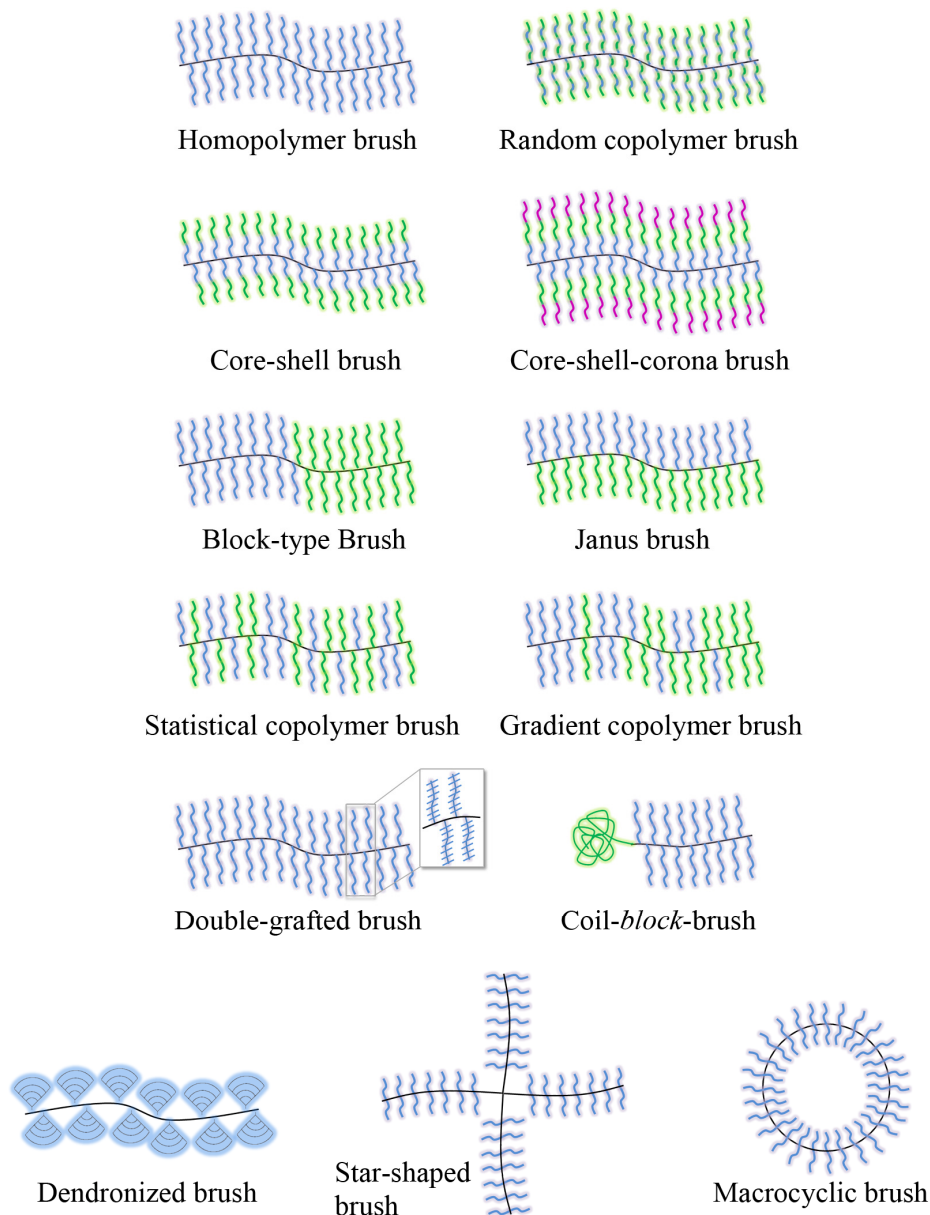 Homopolymer brush
Random copolymer brush
Core-shell brush
Core-shell-corona brush
Block-type Brush
Janus brush
Statistical copolymer brush
Gradient copolymer brush
Double-grafted brush
Coil-block-brush
Dendronized brush
Star-shaped
brush
Macrocyclic brush